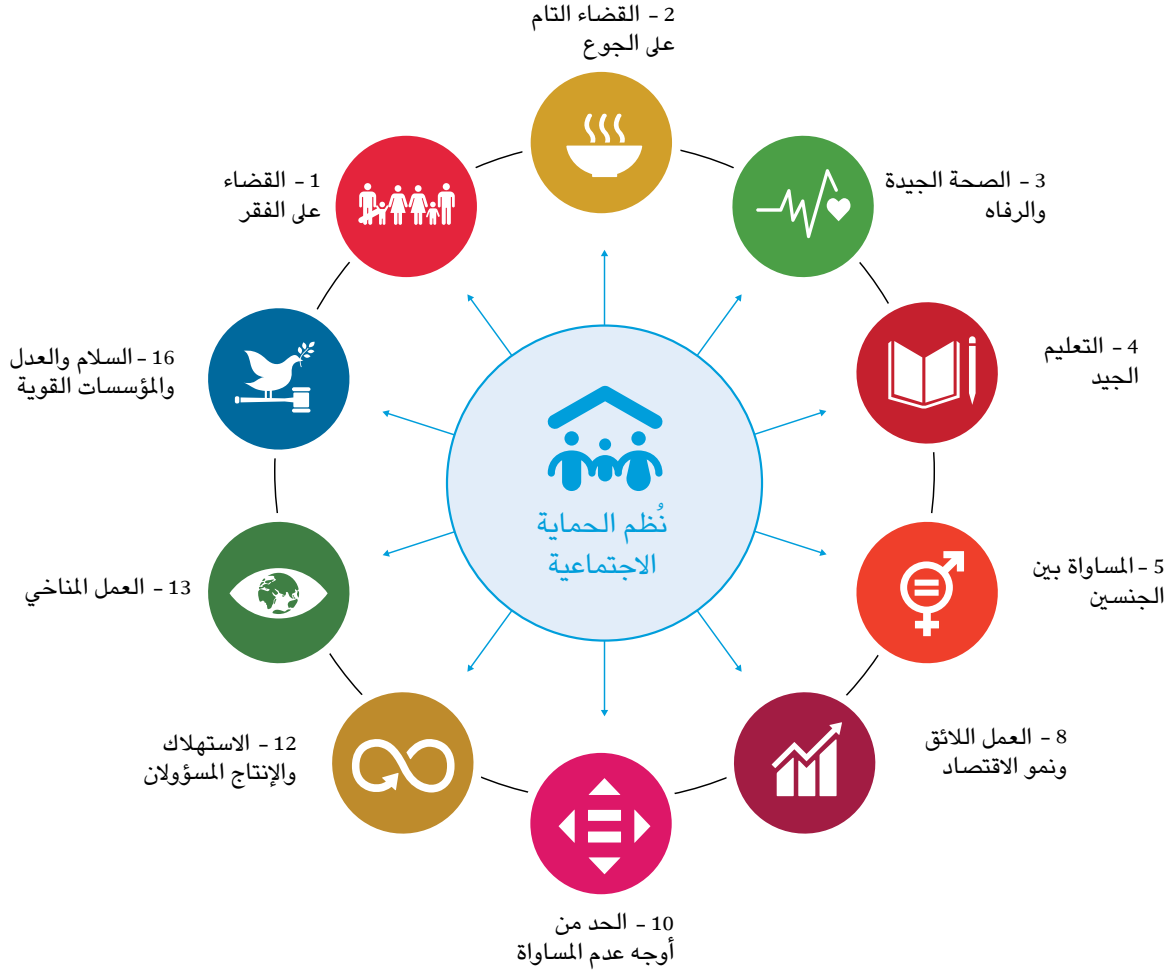 1 - القضاء
على الفقر
2 - القضاء التام
على الجوع
3 - الصحة الجيدة
والرفاه
4 - التعليم
الجيد
5 - المساواة بين
الجنسين
8 - العمل اللائق
ونمو الاقتصاد
10 - الحد من
أوجه عدم المساواة
12 - الاستهلاك
والإنتاج المسؤولان
13 - العمل المناخي
16 - السلام والعدل
والمؤسسات القوية
نُظم الحماية
الاجتماعية